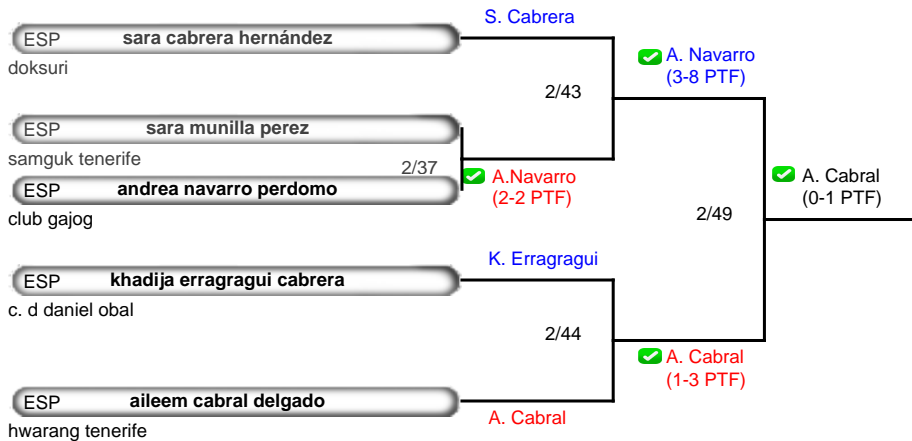 S. Cabrera
ESP sara cabrera hernández
doksuri
A. Navarro
(3-8 PTF)
2/43
ESP sara munilla perez
samguk tenerife
2/37
A.Navarro
(2-2 PTF)
A. Cabral
(0-1 PTF)
ESP andrea navarro perdomo
club gajog
2/49
K. Erragragui
ESP khadija erragragui cabrera
c. d daniel obal
2/44
A. Cabral
(1-3 PTF)
ESP aileem cabral delgado
A. Cabral
hwarang tenerife